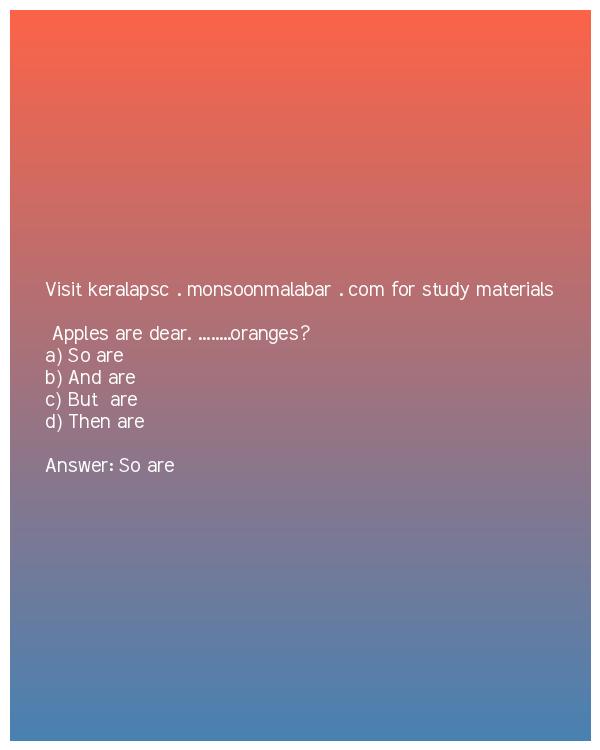 Visit keralapsc . monsoonmalabar . com for study materials
Apples are dear. ........oranges?
a) So are
b) And are
c) But  are
d) Then are
Answer: So are